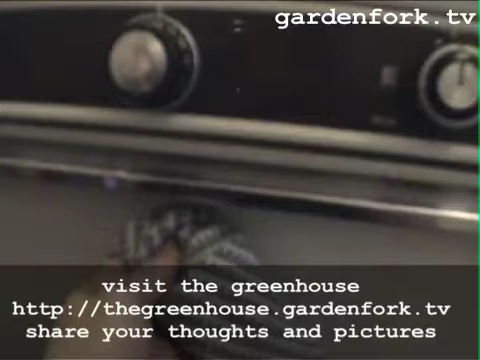 gardenfork.tv
visit the greenhouse
http://thegreenhouse.gardenfork.tv
share your thoughts and pictures